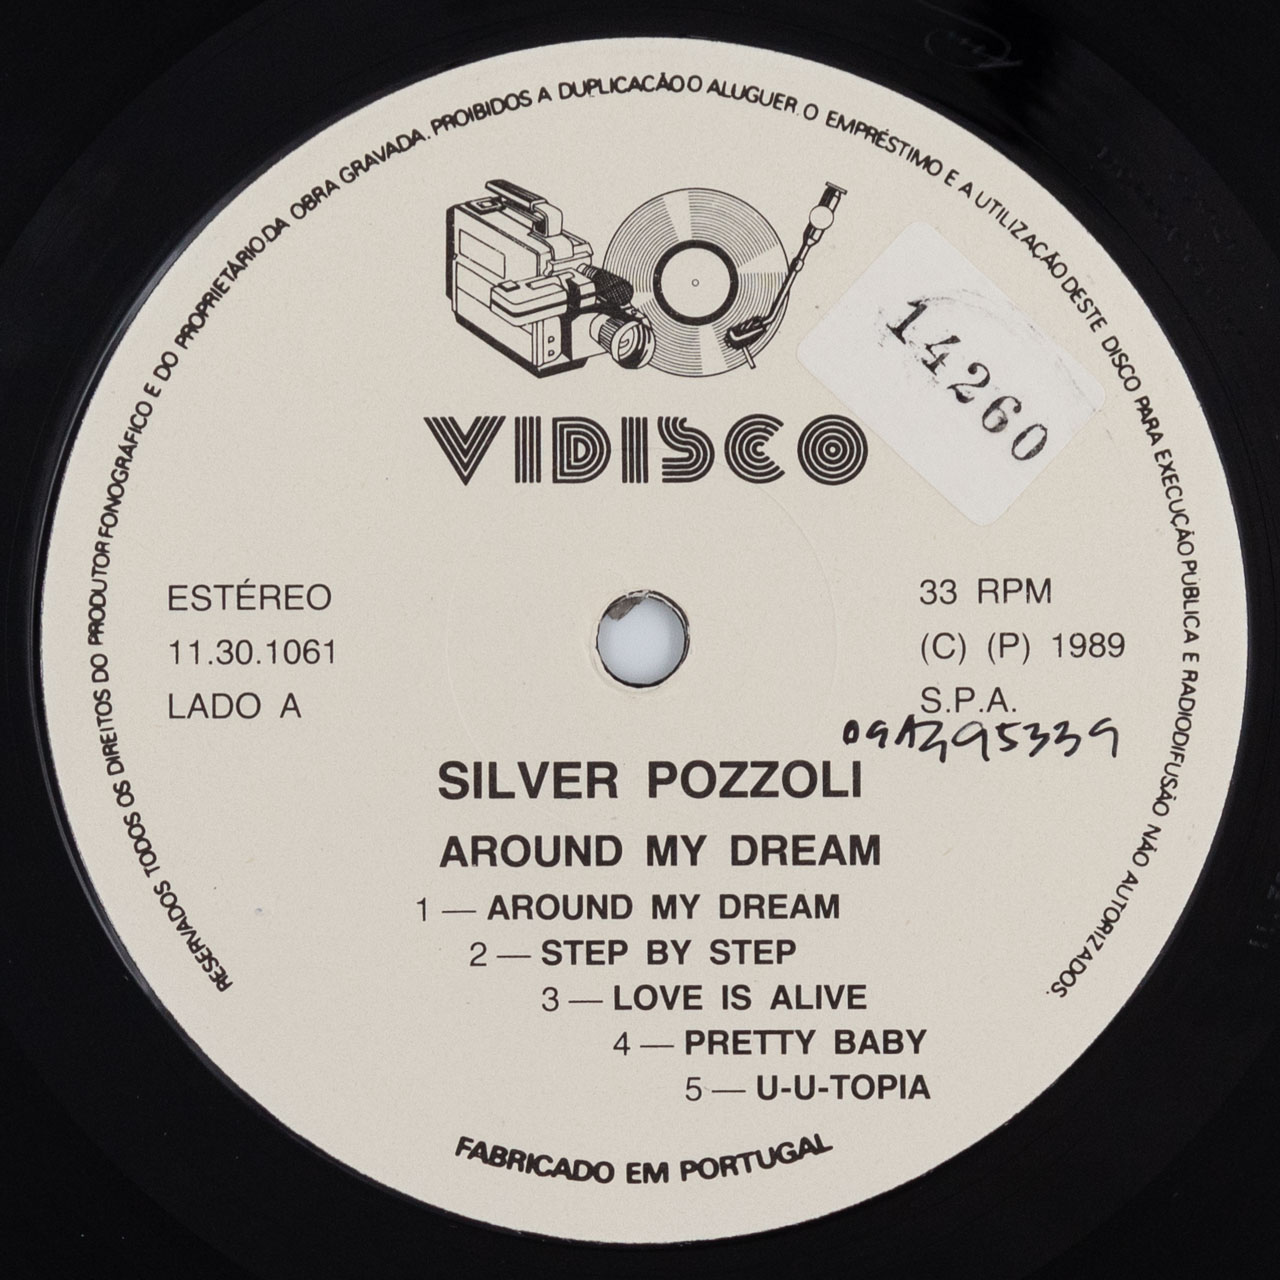 RESERVADOS TODOS OS DIREITOS DO PRODUTOR FONOGRÁFICO E DO PROPRIETÁRIO DA OBRA GRAVADA. PROIBIDOS A DUPLICACÃO O ALUGUER. O EMPRÉSTIMO E A UTILIZACÃO DESTE DISCO PARA EXECUÇÃO PUBLICA E RADIODIFUSÃO NÃO AUTORIZADOS.
14260
VIDISCO
ESTÉREO
11.30.1061
LADO A
33 RPM
(C) (P) 1989
S.P.A.
SILVER POZZOLI
AROUND MY DREAM
1 — AROUND MY DREAM
2 — STEP BY STEP
3 — LOVE IS ALIVE
4 — PRETTY BABY
5 — U-U-TOPIA
FABRICADO EM PORTUGAL